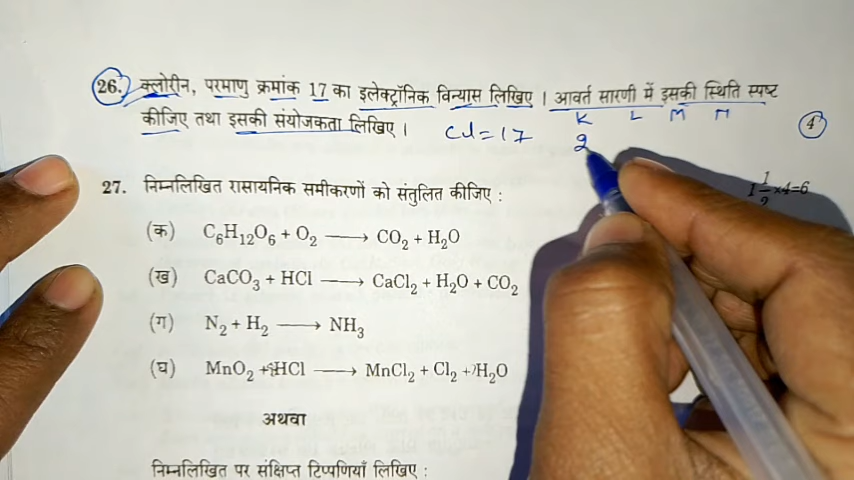 26. क्लोरीन, परमाणु क्रमांक 17 का इलेक्ट्रॉनिक विन्यास लिखिए । आवर्त सारणी में इसकी स्थिति स्पष्ट
कीजिए तथा इसकी संयोजकता लिखिए । 4
K L M N
Cl = 17 2
27. निम्नलिखित रासायनिक समीकरणों को संतुलित कीजिए : 1 1/2 ×4=6
(क) C₆H₁₂O₆ + O₂ ⟶ CO₂ + H₂O
(ख) CaCO₃ + HCl ⟶ CaCl₂ + H₂O + CO₂
(ग) N₂ + H₂ ⟶ NH₃
(घ) MnO₂ + HCl ⟶ MnCl₂ + Cl₂ + H₂O
अथवा
निम्नलिखित पर संक्षिप्त टिप्पणियाँ लिखिए :